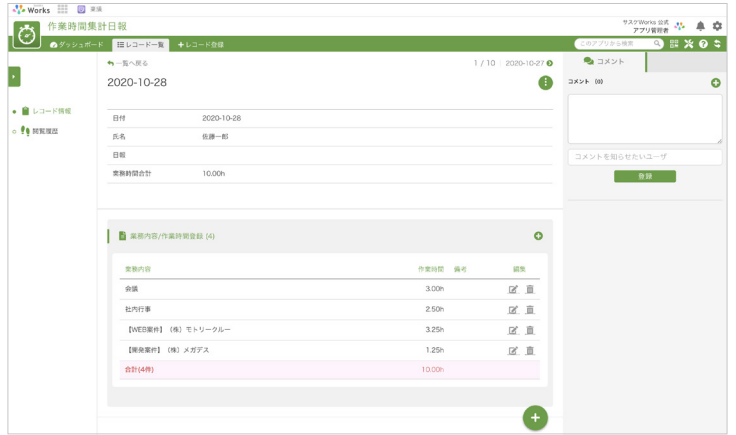 Works 稟議
作業時間集計日報
サスケWorks 公式
アプリ管理者
ダッシュボード レコード一覧 レコード登録
このアプリから検索
一覧へ戻る
1 / 10 2020-10-27
2020-10-28
レコード情報
閲覧履歴
日付 2020-10-28
氏名 佐藤一郎
日報
業務時間合計 10.00h
業務内容/作業時間登録 (4)
業務内容 作業時間 備考 編集
会議 3.00h
社内行事 2.50h
【WEB案件】（株）モトリークルー 3.25h
【開発案件】（株）メガデス 1.25h
合計(4件) 10.00h
コメント
コメント (0)
コメントを知らせたいユーザ
登録